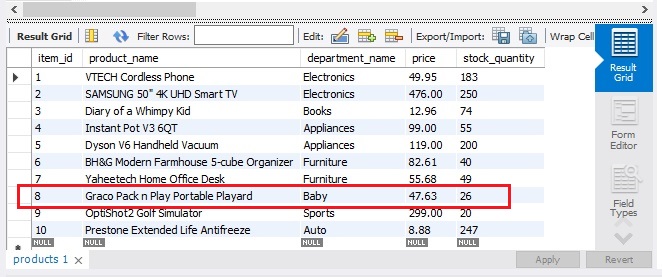 Result Grid Filter Rows: Edit: Export/Import: Wrap Cell
item_id product_name department_name price stock_quantity
1 VTECH Cordless Phone Electronics 49.95 183
2 SAMSUNG 50" 4K UHD Smart TV Electronics 476.00 250
3 Diary of a Whimpy Kid Books 12.96 74
4 Instant Pot V3 6QT Appliances 99.00 55
5 Dyson V6 Handheld Vacuum Appliances 119.00 200
6 BH&G Modern Farmhouse 5-cube Organizer Furniture 82.61 40
7 Yaheetech Home Office Desk Furniture 55.68 49
8 Graco Pack n Play Portable Playard Baby 47.63 26
9 OptiShot2 Golf Simulator Sports 299.00 20
10 Prestone Extended Life Antifreeze Auto 8.88 247
NULL NULL NULL NULL NULL
Result
Grid
Form
Editor
Field
Types
products 1 Apply Revert